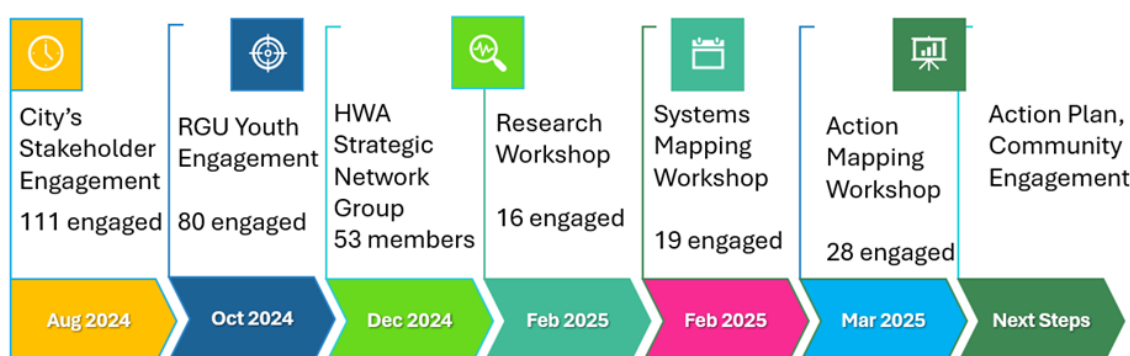 City's
Stakeholder
Engagement
111 engaged
RGU Youth
Engagement
80 engaged
HWA
Strategic
Network
Group
53 members
Research
Workshop
16 engaged
Systems
Mapping
Workshop
19 engaged
Action
Mapping
Workshop
28 engaged
Action Plan,
Community
Engagement
Aug 2024
Oct 2024
Dec 2024
Feb 2025
Feb 2025
Mar 2025
Next Steps